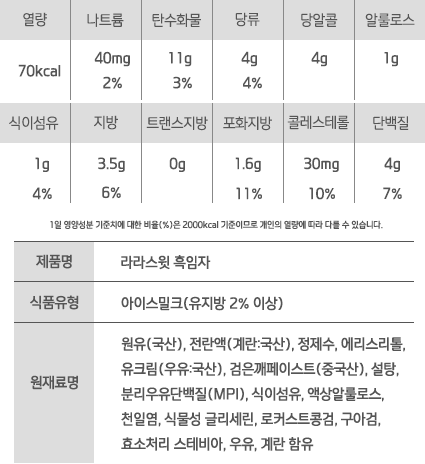 열량 나트륨 탄수화물 당류 당알콜 알룰로스
70kcal 40mg 11g 4g 4g 1g
2% 3% 4%
식이섬유 지방 트랜스지방 포화지방 콜레스테롤 단백질
1g 3.5g 0g 1.6g 30mg 4g
4% 6% 11% 10% 7%
1일 영양성분 기준치에 대한 비율(%)은 2000kcal 기준이므로 개인의 열량에 따라 다를 수 있습니다.
제품명 라라스윗 흑임자
식품유형 아이스밀크(유지방 2% 이상)
원재료명 원유(국산), 전란액(계란:국산), 정제수, 에리스리톨,
유크림(우유:국산), 검은깨페이스트(중국산), 설탕,
분리우유단백질(MPI), 식이섬유, 액상알룰로스,
천일염, 식물성 글리세린, 로커스트콩검, 구아검,
효소처리 스테비아, 우유, 계란 함유